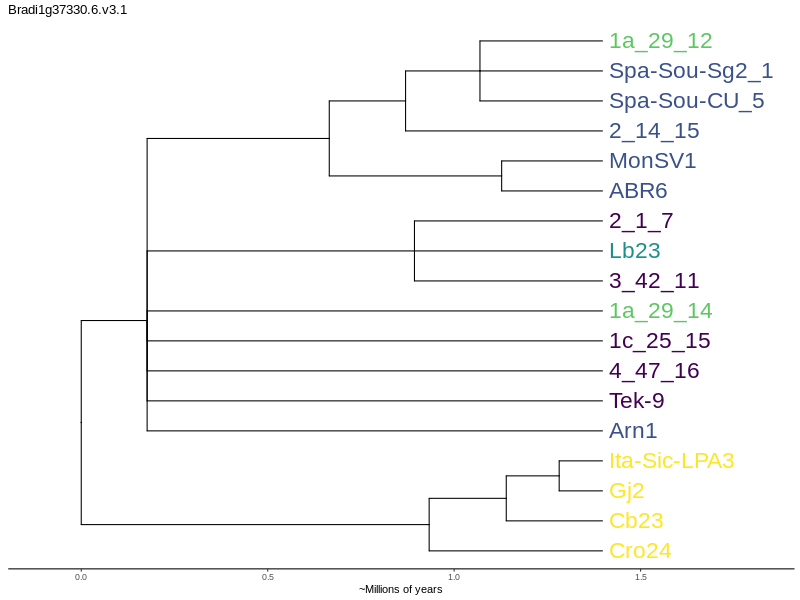 Bradi1g37330.6.v3.1
1a_29_12
Spa-Sou-Sg2_1
Spa-Sou-CU_5
2_14_15
MonSV1
ABR6
2_1_7
Lb23
3_42_11
1a_29_14
1c_25_15
4_47_16
Tek-9
Arn1
Ita-Sic-LPA3
Gj2
Cb23
Cro24
0.0 0.5 1.0 1.5
~Millions of years